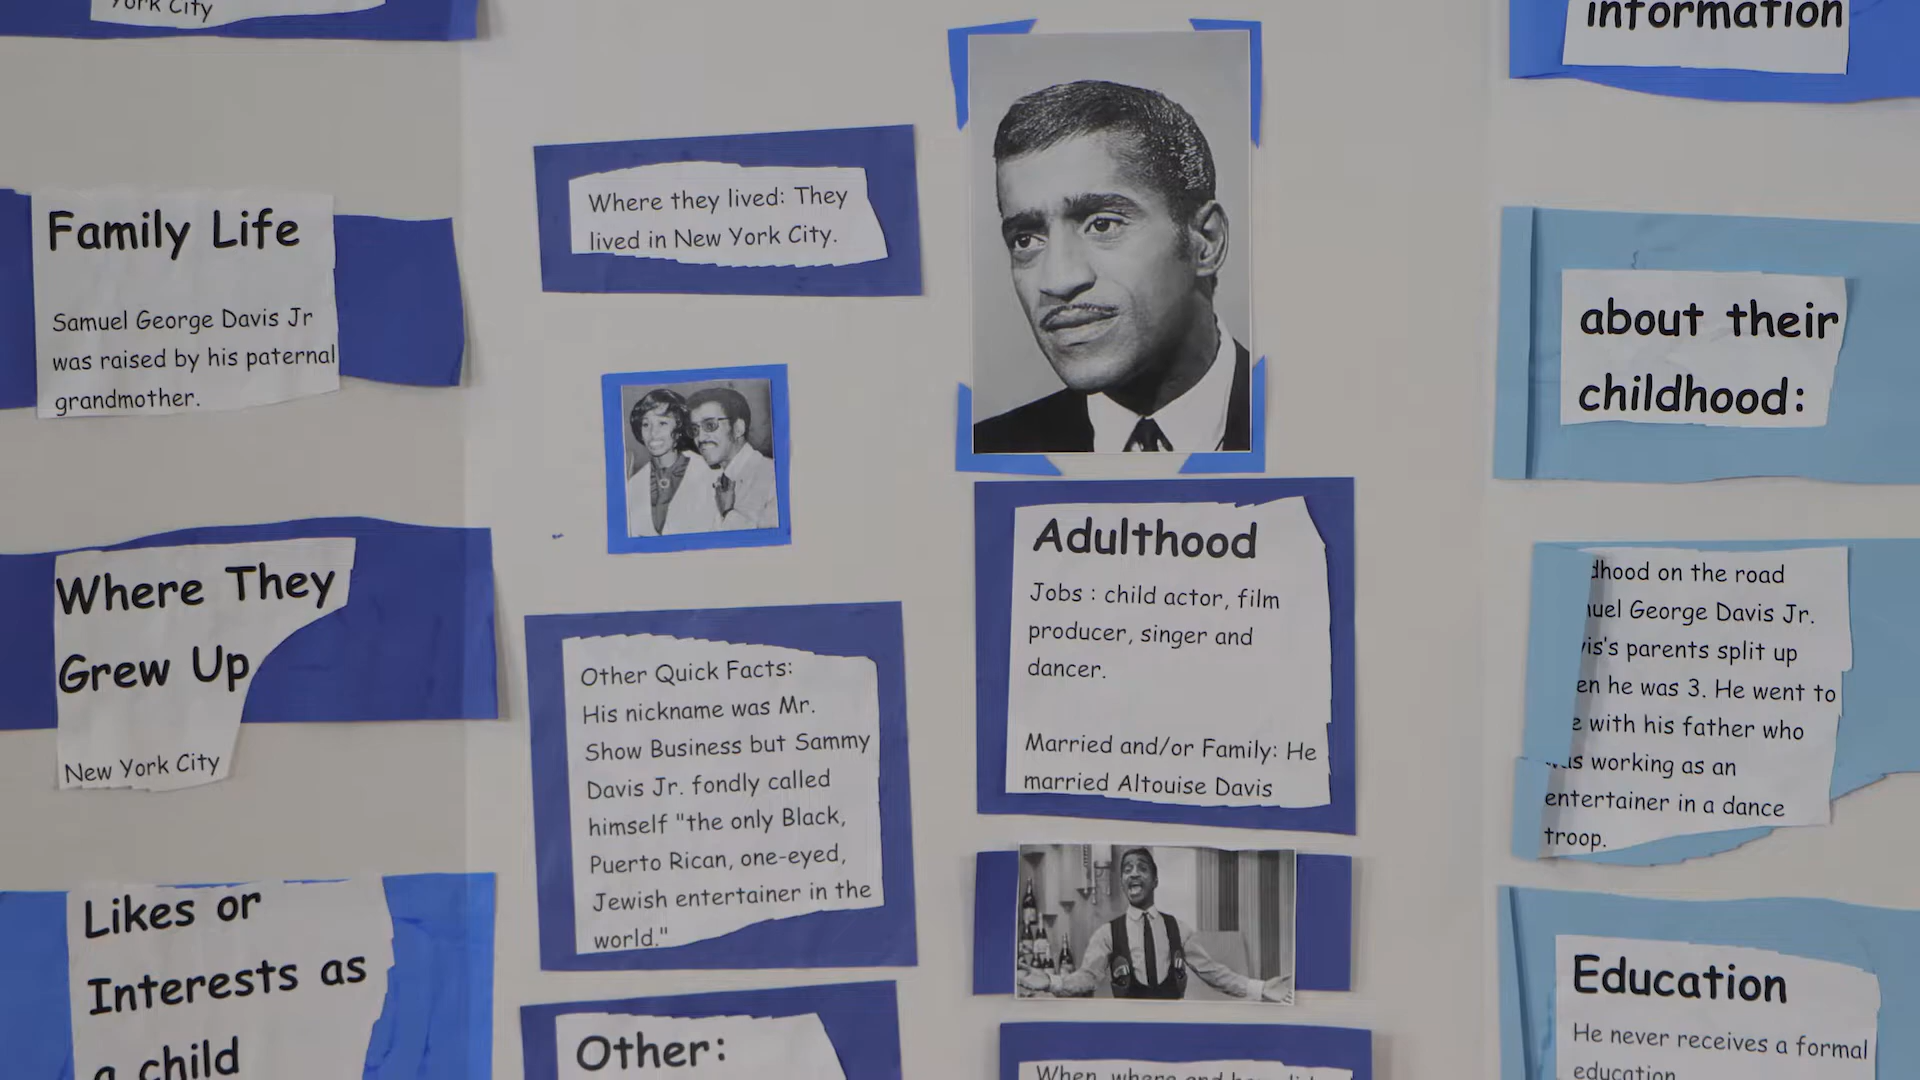 York City
Family Life
Samuel George Davis Jr
was raised by his paternal
grandmother.
Where They
Grew Up
New York City
Likes or
Interests as
a child
Where they lived: They
lived in New York City.
Other Quick Facts:
His nickname was Mr.
Show Business but Sammy
Davis Jr. fondly called
himself "the only Black,
Puerto Rican, one-eyed,
Jewish entertainer in the
world."
Other:
Adulthood
Jobs : child actor, film
producer, singer and
dancer.
Married and/or Family: He
married Altouise Davis
When, where and
information
about their
childhood:
dhood on the road
uel George Davis Jr.
vis's parents split up
en he was 3. He went to
e with his father who
was working as an
entertainer in a dance
troop.
Education
He never receives a formal
education